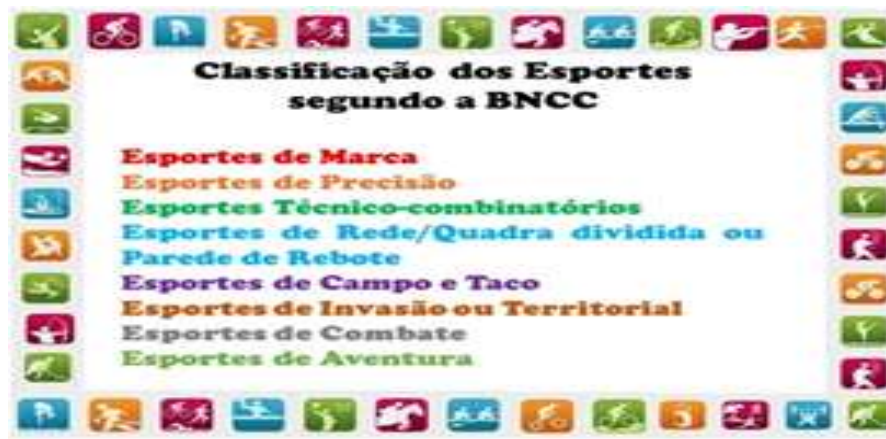 Classificação dos Esportes
segundo a BNCC
Esportes de Marca
Esportes de Precisão
Esportes Técnico-combinatórios
Esportes de Rede/Quadra dividida ou
Parede de Rebote
Esportes de Campo e Taco
Esportes de Invasão ou Territorial
Esportes de Combate
Esportes de Aventura